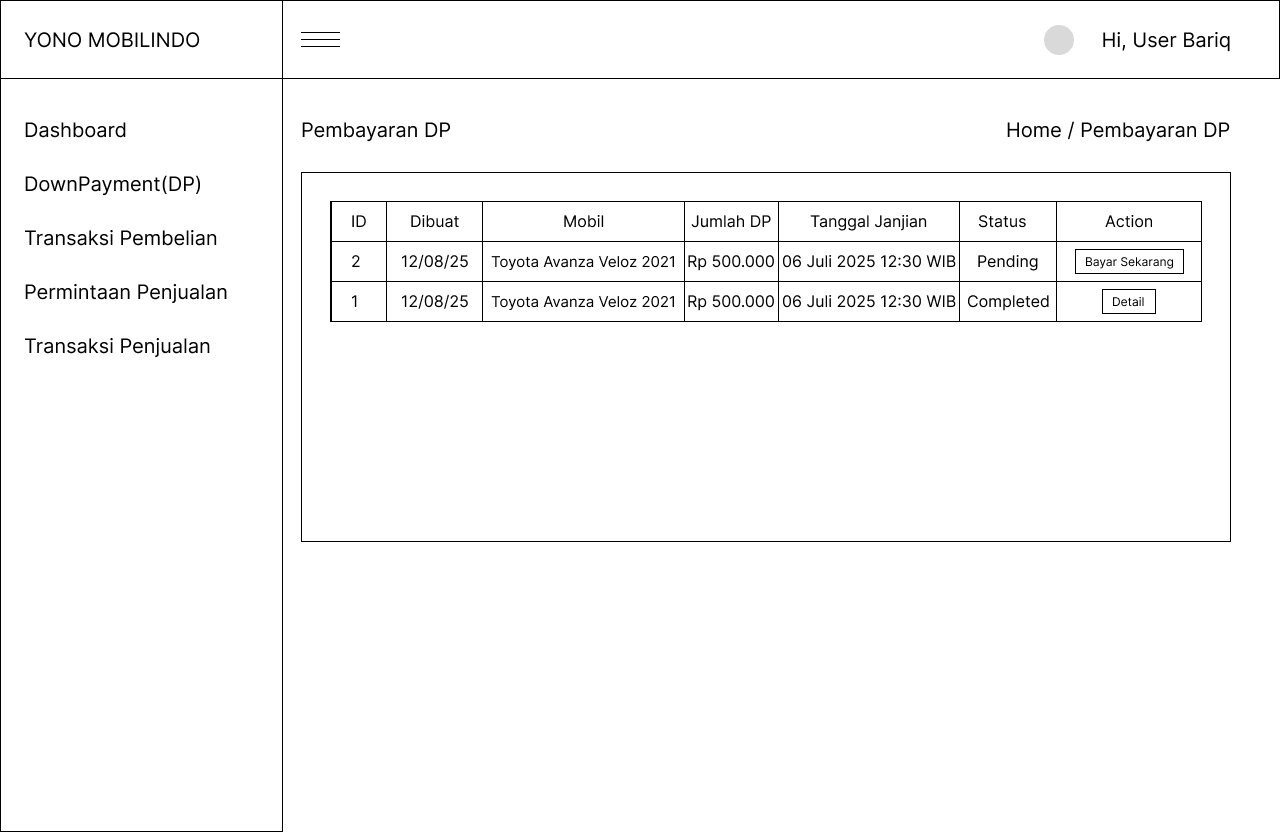 YONO MOBILINDO
Hi, User Bariq
Dashboard
DownPayment(DP)
Transaksi Pembelian
Permintaan Penjualan
Transaksi Penjualan
Pembayaran DP
Home / Pembayaran DP
ID Dibuat Mobil Jumlah DP Tanggal Janjian Status Action
2 12/08/25 Toyota Avanza Veloz 2021 Rp 500.000 06 Juli 2025 12:30 WIB Pending Bayar Sekarang
1 12/08/25 Toyota Avanza Veloz 2021 Rp 500.000 06 Juli 2025 12:30 WIB Completed Detail